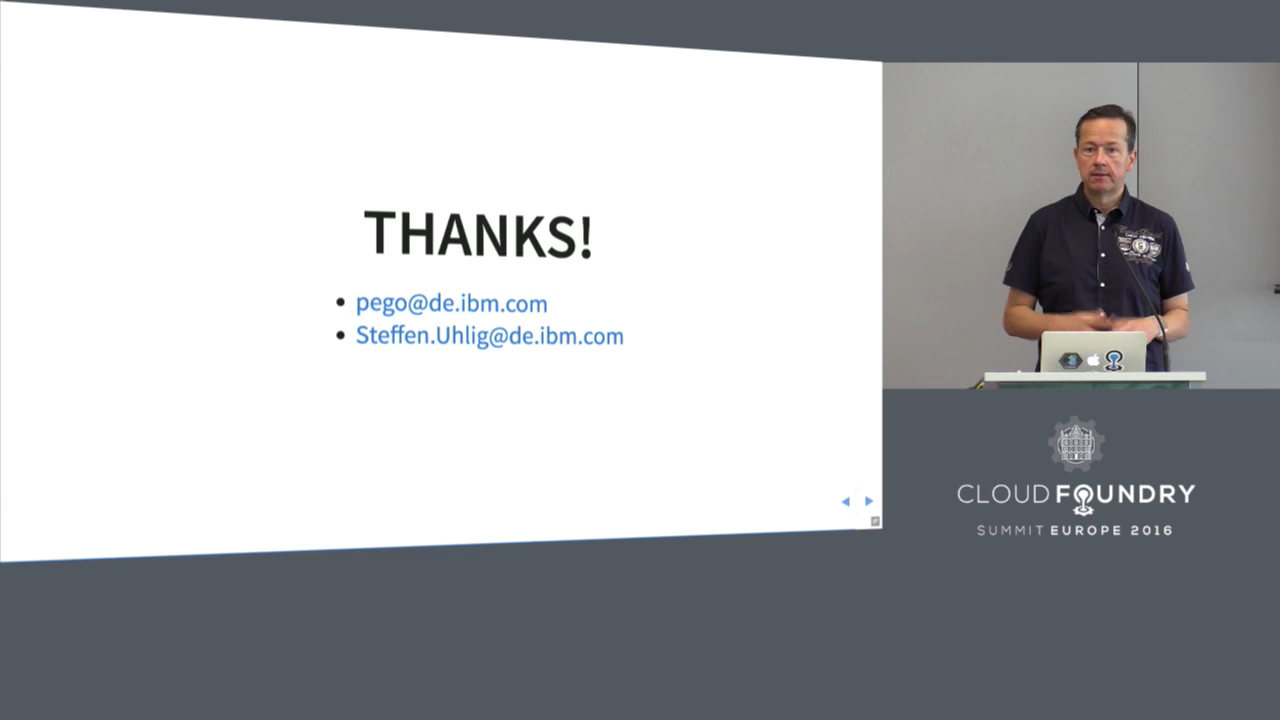 THANKS!
pego@de.ibm.com
Steffen.Uhlig@de.ibm.com
CLOUD FOUNDRY
SUMMIT EUROPE 2016